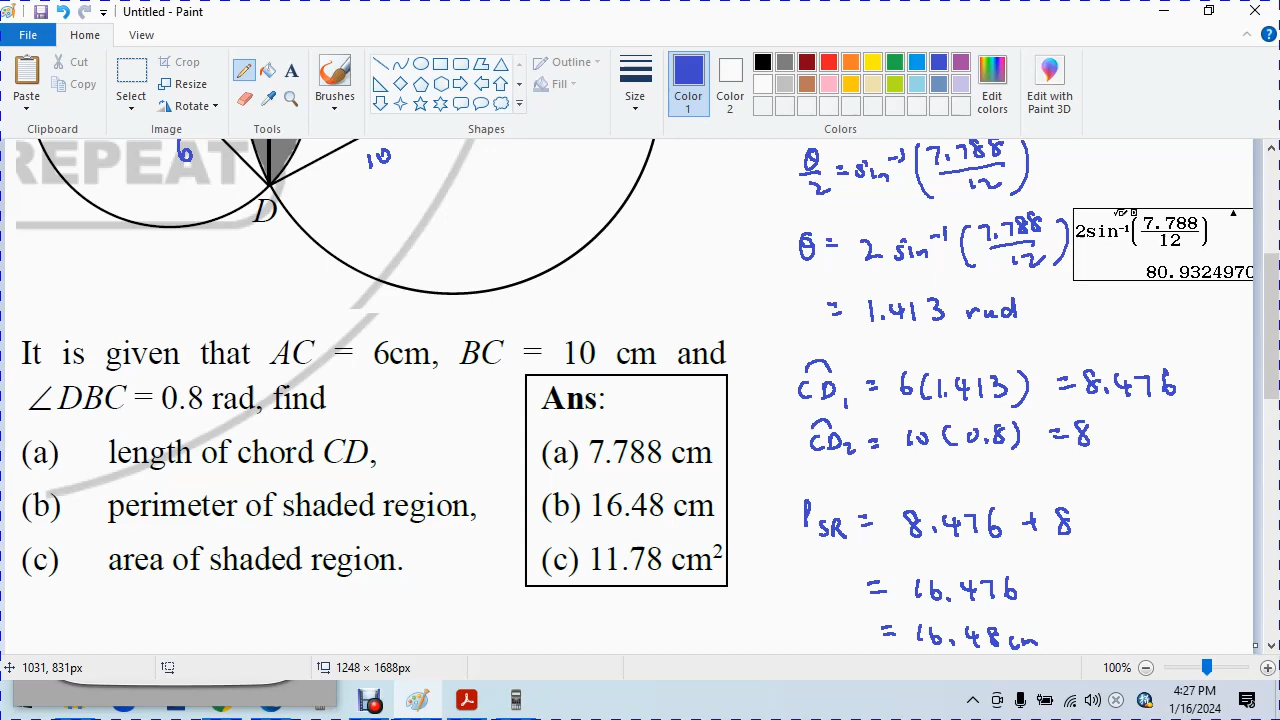 Untitled - Paint
File
Home
View
Paste
Cut
Copy
Clipboard
Select
Crop
Resize
Rotate
Image
A
Tools
Brushes
Outline
Fill
Shapes
Size
Color 1
Color 2
Edit colors
Colors
Edit with Paint 3D
REPEAT
6
10
D
θ/2 = sin⁻¹ (7.788/12)
θ = 2 sin⁻¹ (7.788/12)
2sin⁻¹(7.788/12)
80.9324970
= 1.413 rad
It is given that AC = 6cm, BC = 10 cm and
∠DBC = 0.8 rad, find
(a) length of chord CD,
(b) perimeter of shaded region,
(c) area of shaded region.
Ans:
(a) 7.788 cm
(b) 16.48 cm
(c) 11.78 cm²
CD₁ = 6(1.413) = 8.476
CD₂ = 10(0.8) = 8
P SR = 8.476 + 8
= 16.476
= 16.48cm
1031, 831px
1248 × 1688px
100%
4:27 PM
1/16/2024